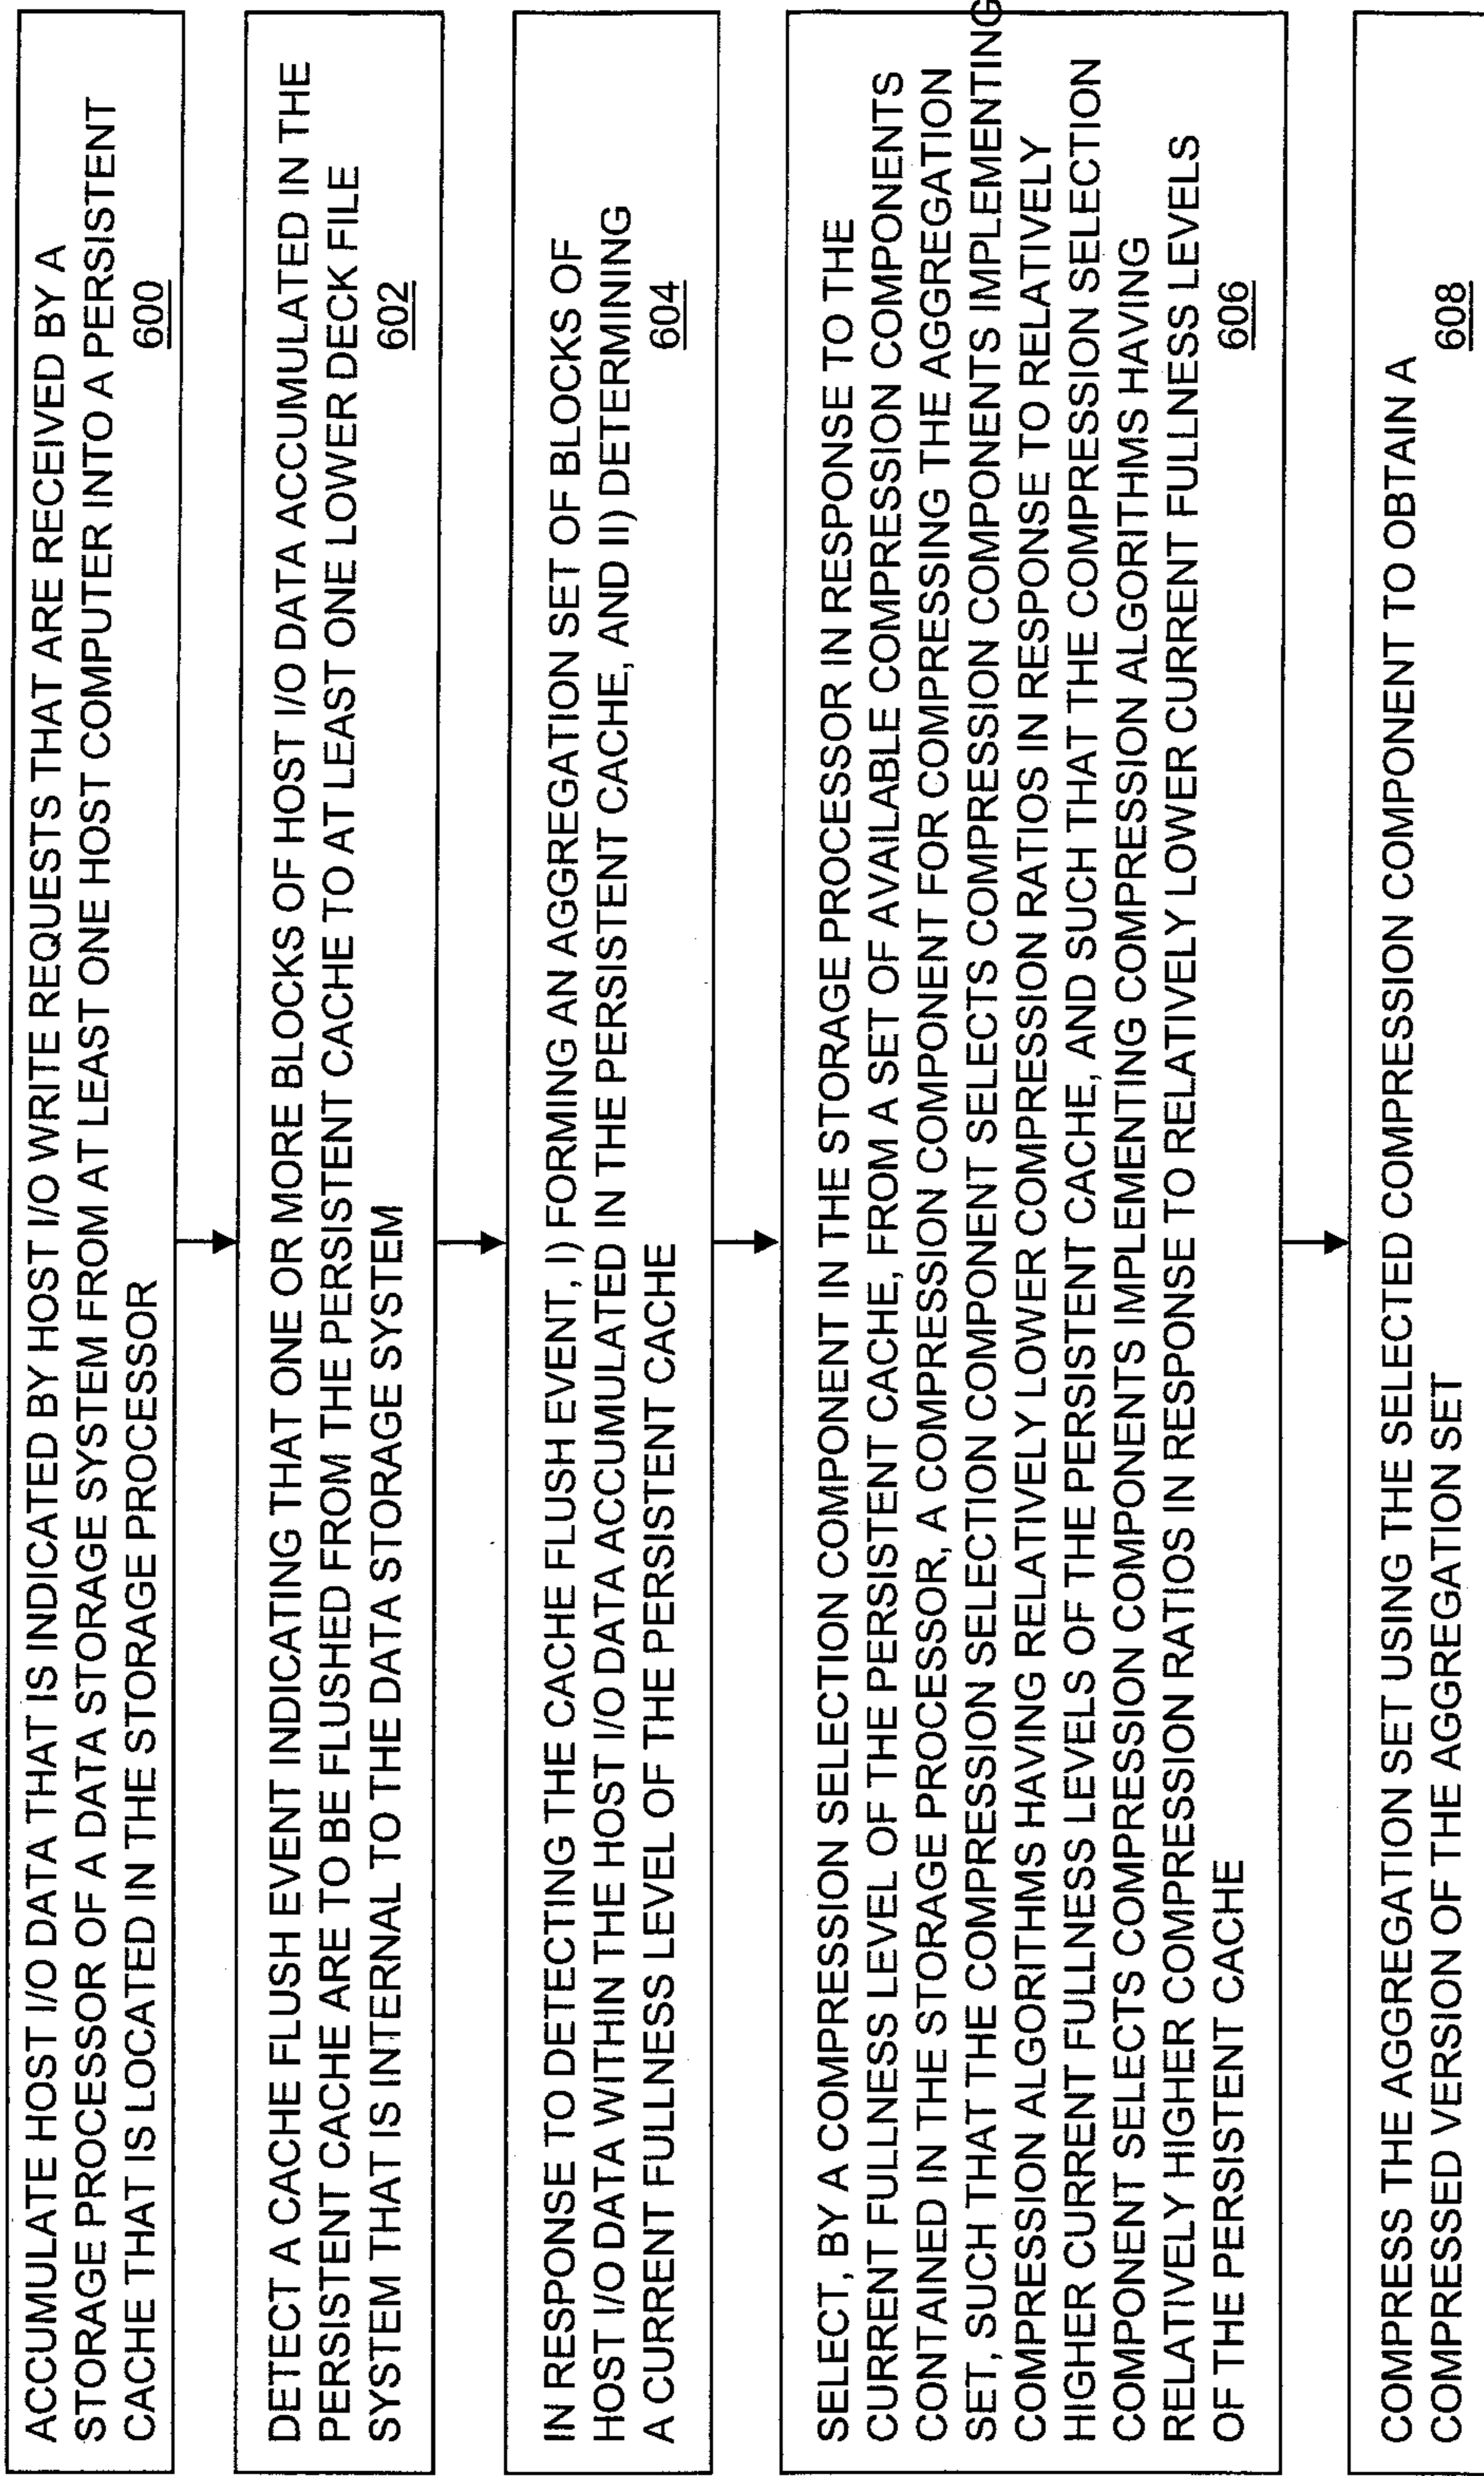 ACCUMULATE HOST I/O DATA THAT IS INDICATED BY HOST I/O WRITE REQUESTS THAT ARE RECEIVED BY A
STORAGE PROCESSOR OF A DATA STORAGE SYSTEM FROM AT LEAST ONE HOST COMPUTER INTO A PERSISTENT
CACHE THAT IS LOCATED IN THE STORAGE PROCESSOR
600
DETECT A CACHE FLUSH EVENT INDICATING THAT ONE OR MORE BLOCKS OF HOST I/O DATA ACCUMULATED IN THE
PERSISTENT CACHE ARE TO BE FLUSHED FROM THE PERSISTENT CACHE TO AT LEAST ONE LOWER DECK FILE
SYSTEM THAT IS INTERNAL TO THE DATA STORAGE SYSTEM
602
IN RESPONSE TO DETECTING THE CACHE FLUSH EVENT, I) FORMING AN AGGREGATION SET OF BLOCKS OF
HOST I/O DATA WITHIN THE HOST I/O DATA ACCUMULATED IN THE PERSISTENT CACHE, AND II) DETERMINING
A CURRENT FULLNESS LEVEL OF THE PERSISTENT CACHE
604
SELECT, BY A COMPRESSION SELECTION COMPONENT IN THE STORAGE PROCESSOR IN RESPONSE TO THE
CURRENT FULLNESS LEVEL OF THE PERSISTENT CACHE, FROM A SET OF AVAILABLE COMPRESSION COMPONENTS
CONTAINED IN THE STORAGE PROCESSOR, A COMPRESSION COMPONENT FOR COMPRESSING THE AGGREGATION
SET, SUCH THAT THE COMPRESSION SELECTION COMPONENT SELECTS COMPRESSION COMPONENTS IMPLEMENTING
COMPRESSION ALGORITHMS HAVING RELATIVELY LOWER COMPRESSION RATIOS IN RESPONSE TO RELATIVELY
HIGHER CURRENT FULLNESS LEVELS OF THE PERSISTENT CACHE, AND SUCH THAT THE COMPRESSION SELECTION
COMPONENT SELECTS COMPRESSION COMPONENTS IMPLEMENTING COMPRESSION ALGORITHMS HAVING
RELATIVELY HIGHER COMPRESSION RATIOS IN RESPONSE TO RELATIVELY LOWER CURRENT FULLNESS LEVELS
OF THE PERSISTENT CACHE
606
COMPRESS THE AGGREGATION SET USING THE SELECTED COMPRESSION COMPONENT TO OBTAIN A
COMPRESSED VERSION OF THE AGGREGATION SET
608